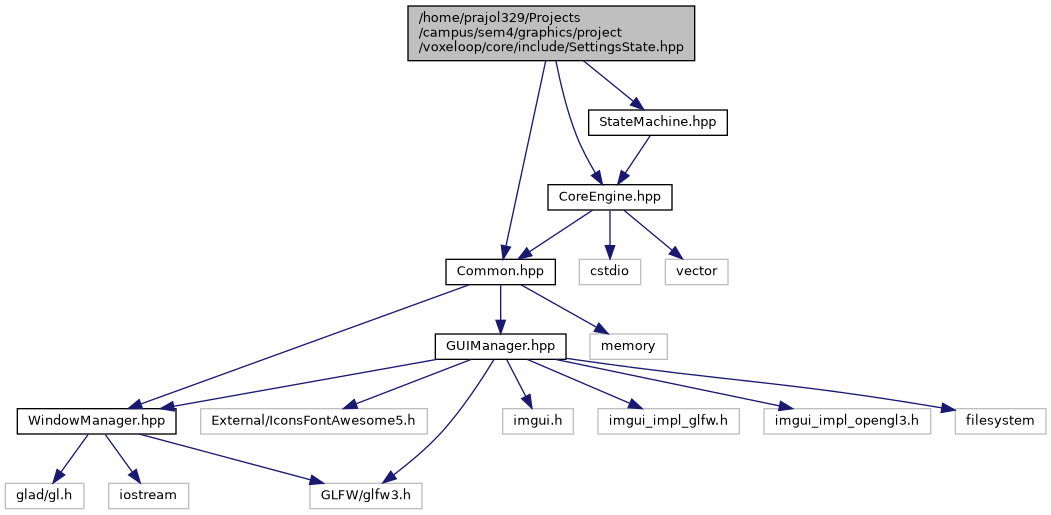 /home/prajol329/Projects
/campus/sem4/graphics/project
/voxeloop/core/include/SettingsState.hpp
StateMachine.hpp
CoreEngine.hpp
Common.hpp
cstdio
vector
GUIManager.hpp
memory
WindowManager.hpp
External/IconsFontAwesome5.h
imgui.h
imgui_impl_glfw.h
imgui_impl_opengl3.h
filesystem
glad/gl.h
iostream
GLFW/glfw3.h